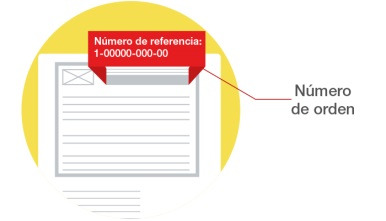 Número de referencia:
1-00000-000-00
Número
de orden